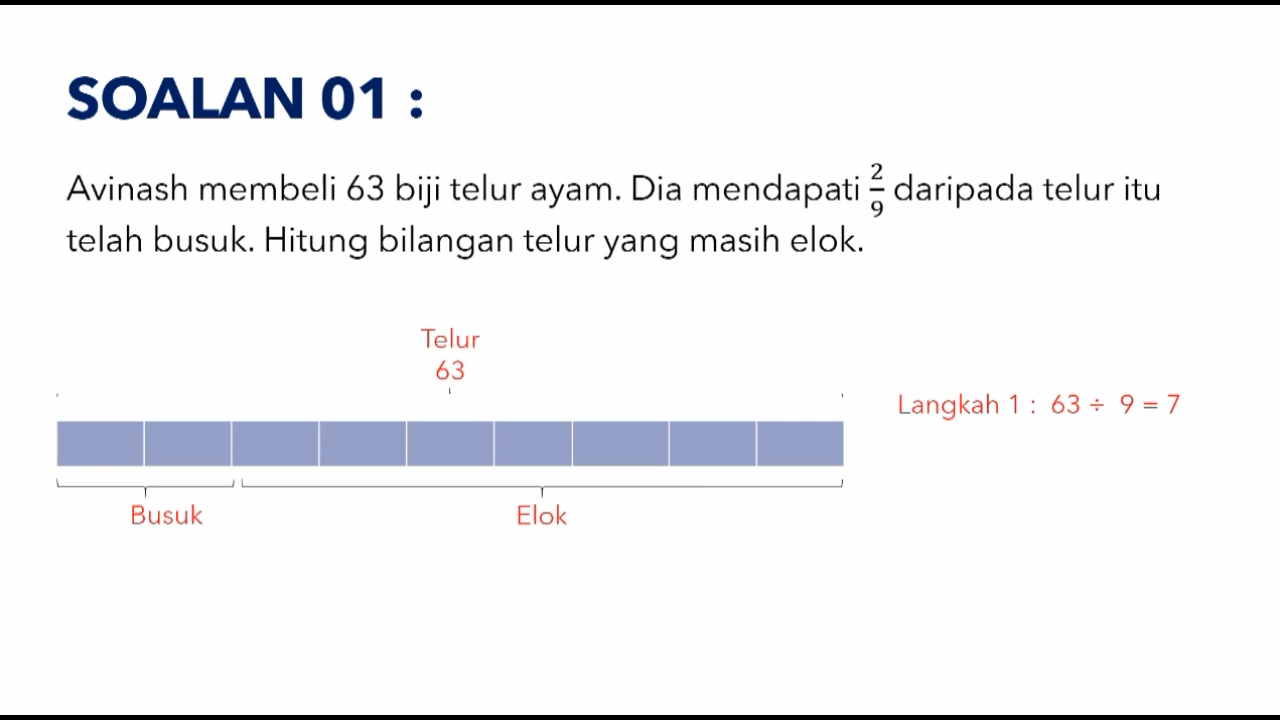 SOALAN 01 :
Avinash membeli 63 biji telur ayam. Dia mendapati 2/9 daripada telur itu
telah busuk. Hitung bilangan telur yang masih elok.
Telur
63
Langkah 1 : 63 ÷ 9 = 7
Busuk
Elok